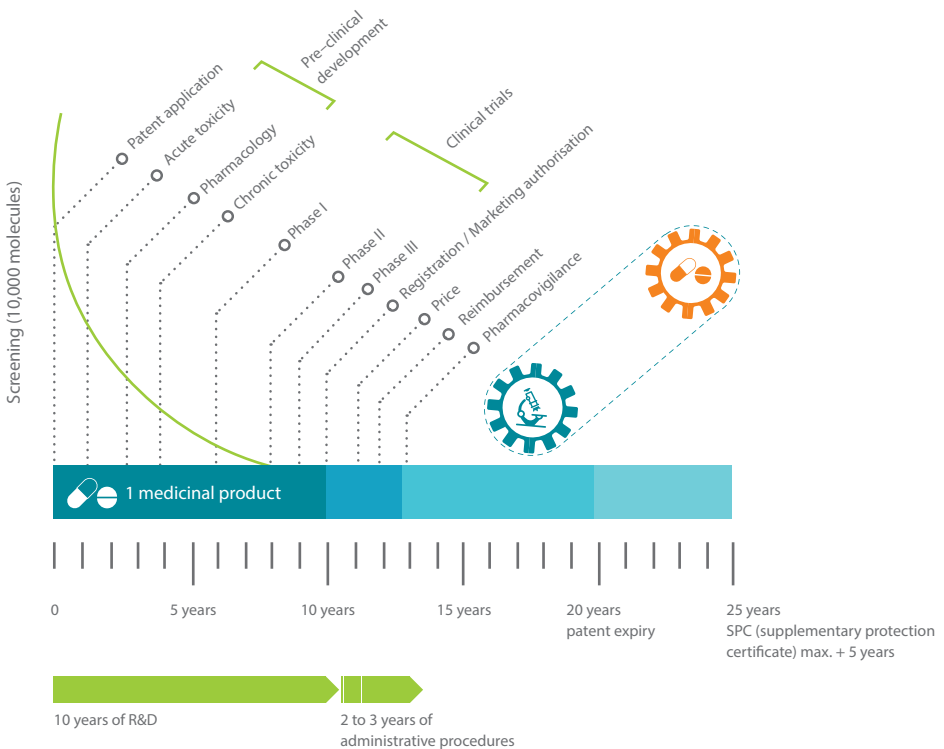 Pre–clinical
development
Patent application
Acute toxicity
Pharmacology
Chronic toxicity
Clinical trials
Phase I
Phase II
Phase III
Registration / Marketing authorisation
Price
Reimbursement
Pharmacovigilance
Screening (10,000 molecules)
1 medicinal product
0
5 years
10 years
15 years
20 years
patent expiry
25 years
SPC (supplementary protection
certificate) max. + 5 years
10 years of R&D
2 to 3 years of
administrative procedures